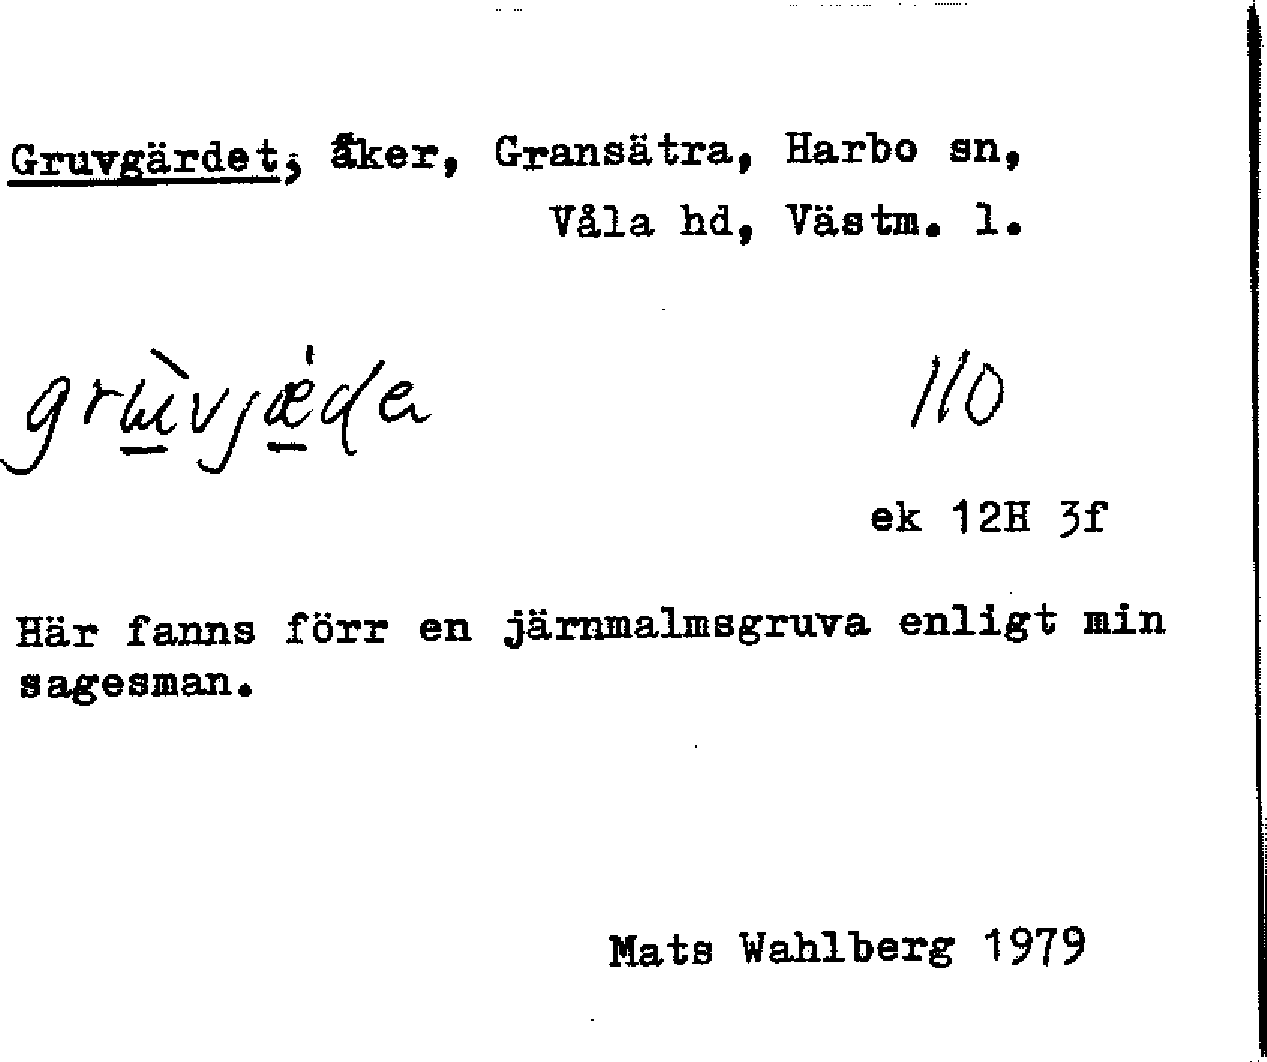 Gruvgärdet, åker, Gransätra, Harbo sn,
Våla hd, Västm. l.
110
ek 12H 3f
Här fanns förr en järnmalmsgruva enligt min
sagesman.
Mats Wahlberg 1979